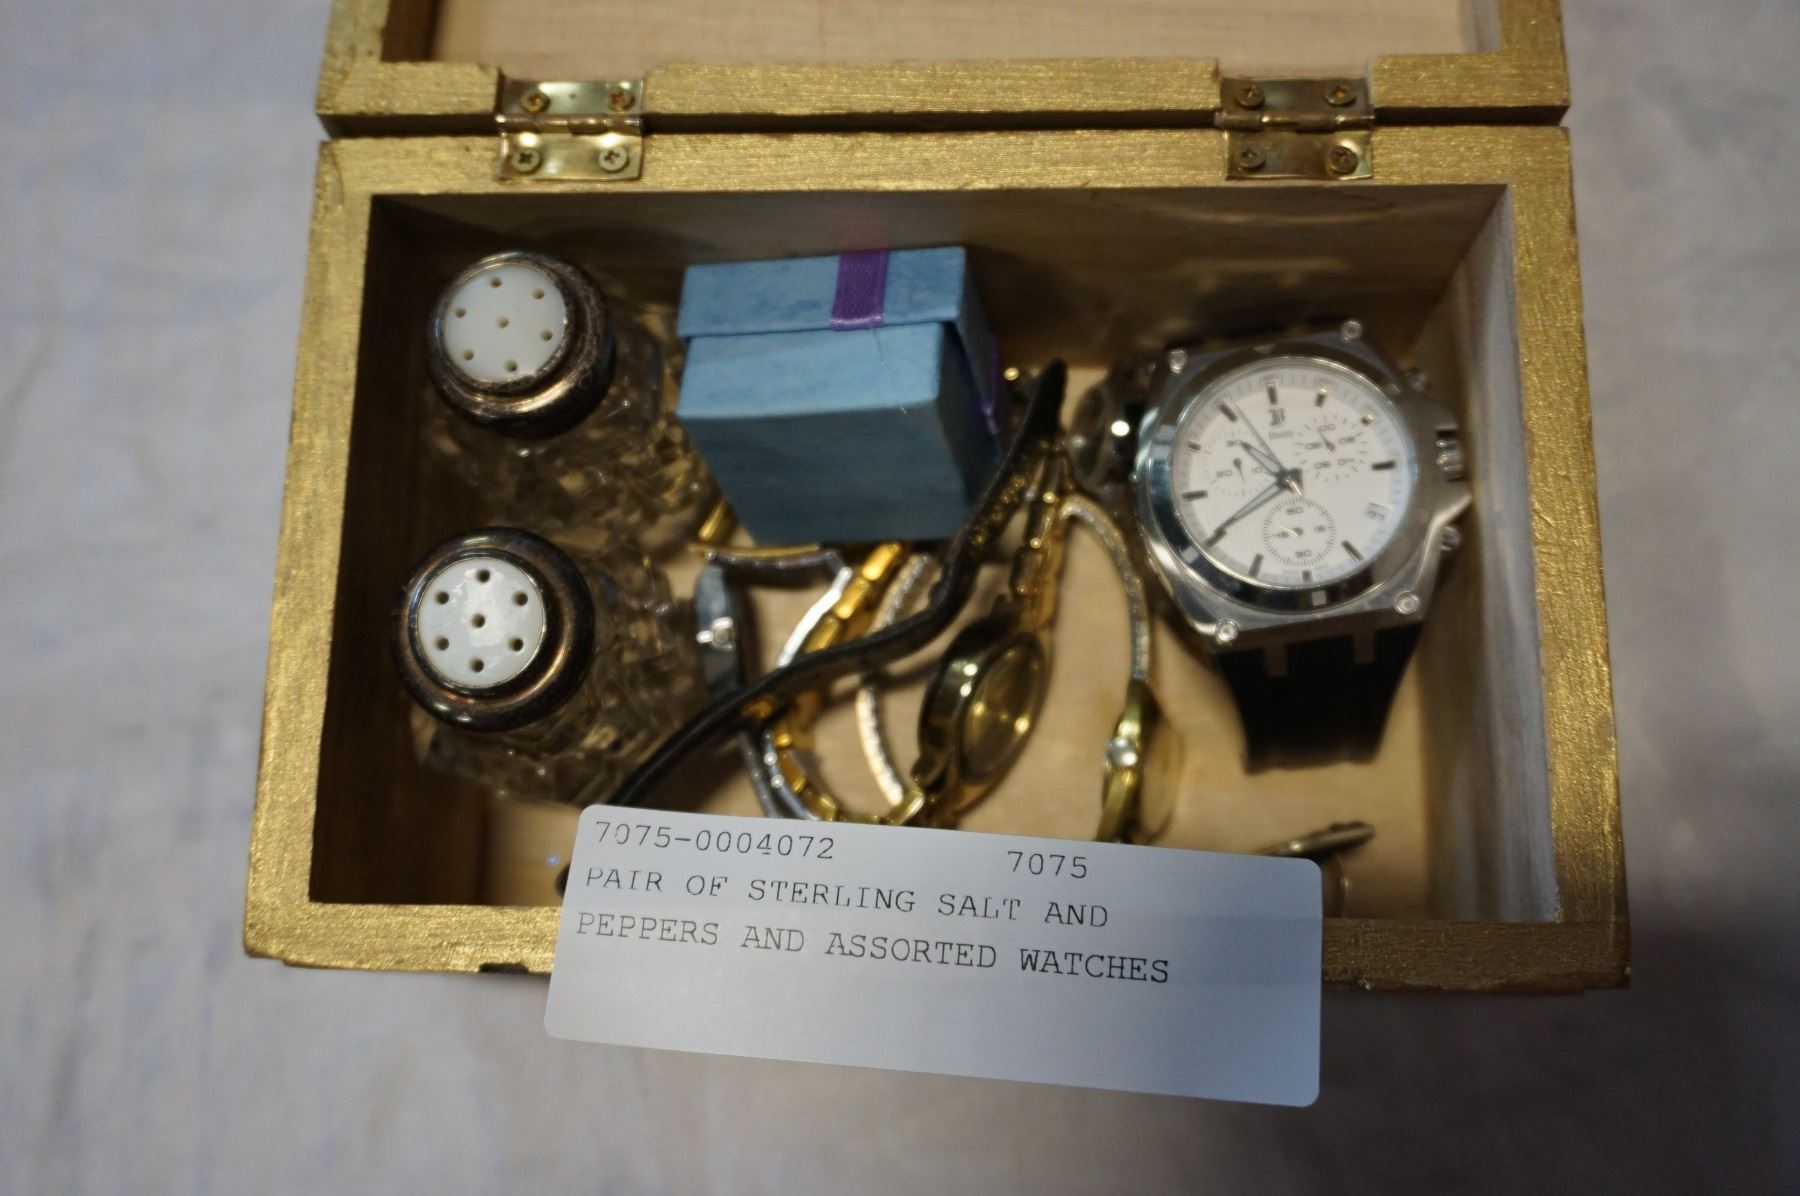 7075-0004072 7075
PAIR OF STERLING SALT AND
PEPPERS AND ASSORTED WATCHES